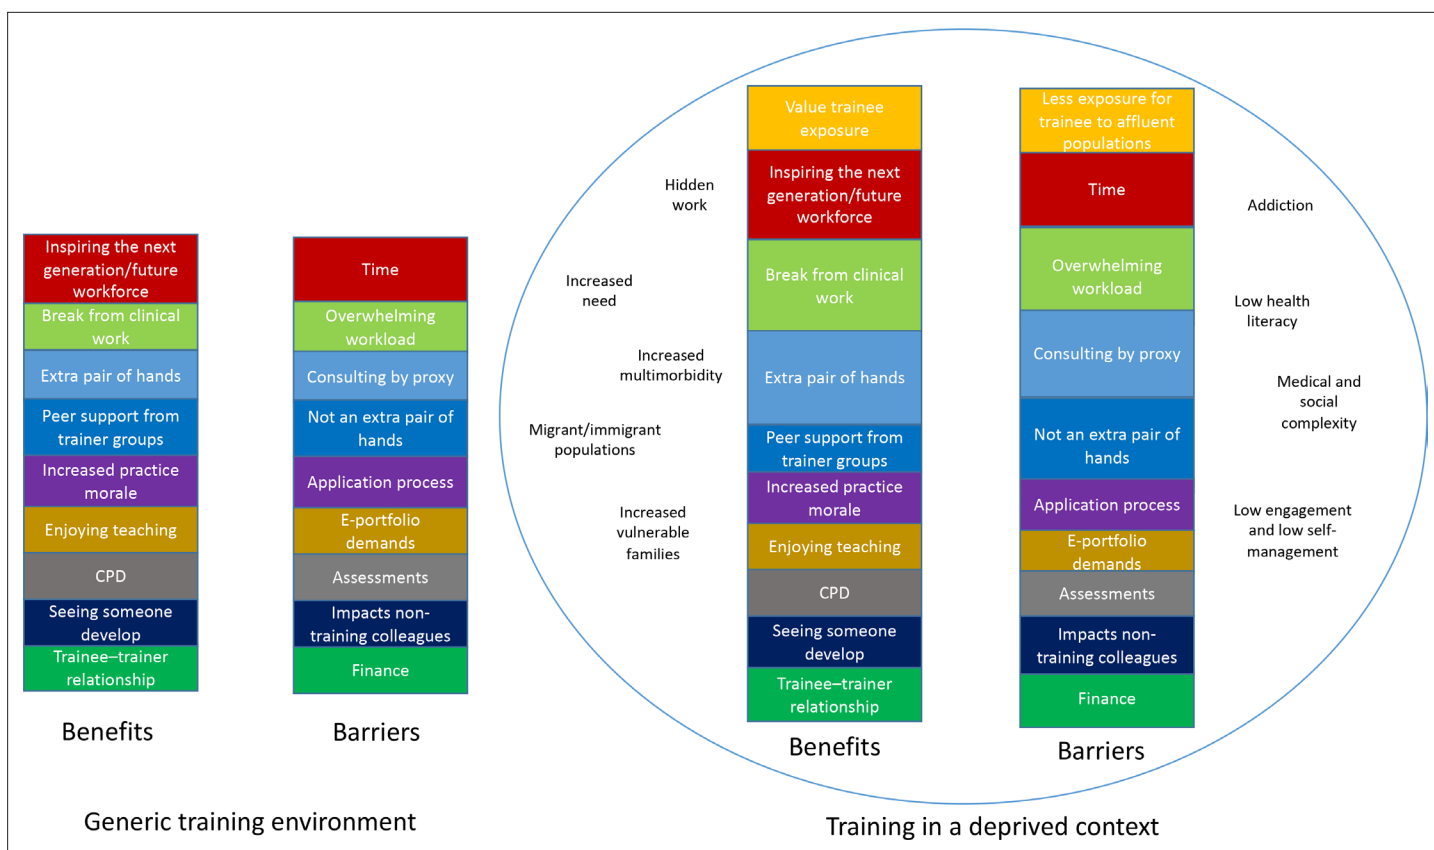 Inspiring the next
generation/future
workforce
Break from clinical
work
Extra pair of hands
Peer support from
trainer groups
Increased practice
morale
Enjoying teaching
CPD
Seeing someone
develop
Trainee–trainer
relationship
Benefits
Time
Overwhelming
workload
Consulting by proxy
Not an extra pair of
hands
Application process
E-portfolio
demands
Assessments
Impacts non-
training colleagues
Finance
Barriers
Generic training environment
Hidden
work
Increased
need
Increased
multimorbidity
Migrant/immigrant
populations
Increased
vulnerable
families
Value trainee
exposure
Inspiring the next
generation/future
workforce
Break from clinical
work
Extra pair of hands
Peer support from
trainer groups
Increased practice
morale
Enjoying teaching
CPD
Seeing someone
develop
Trainee–trainer
relationship
Benefits
Less exposure for
trainee to affluent
populations
Time
Overwhelming
workload
Consulting by proxy
Not an extra pair of
hands
Application process
E-portfolio
demands
Assessments
Impacts non-
training colleagues
Finance
Barriers
Addiction
Low health
literacy
Medical and
social
complexity
Low engagement
and low self-
management
Training in a deprived context